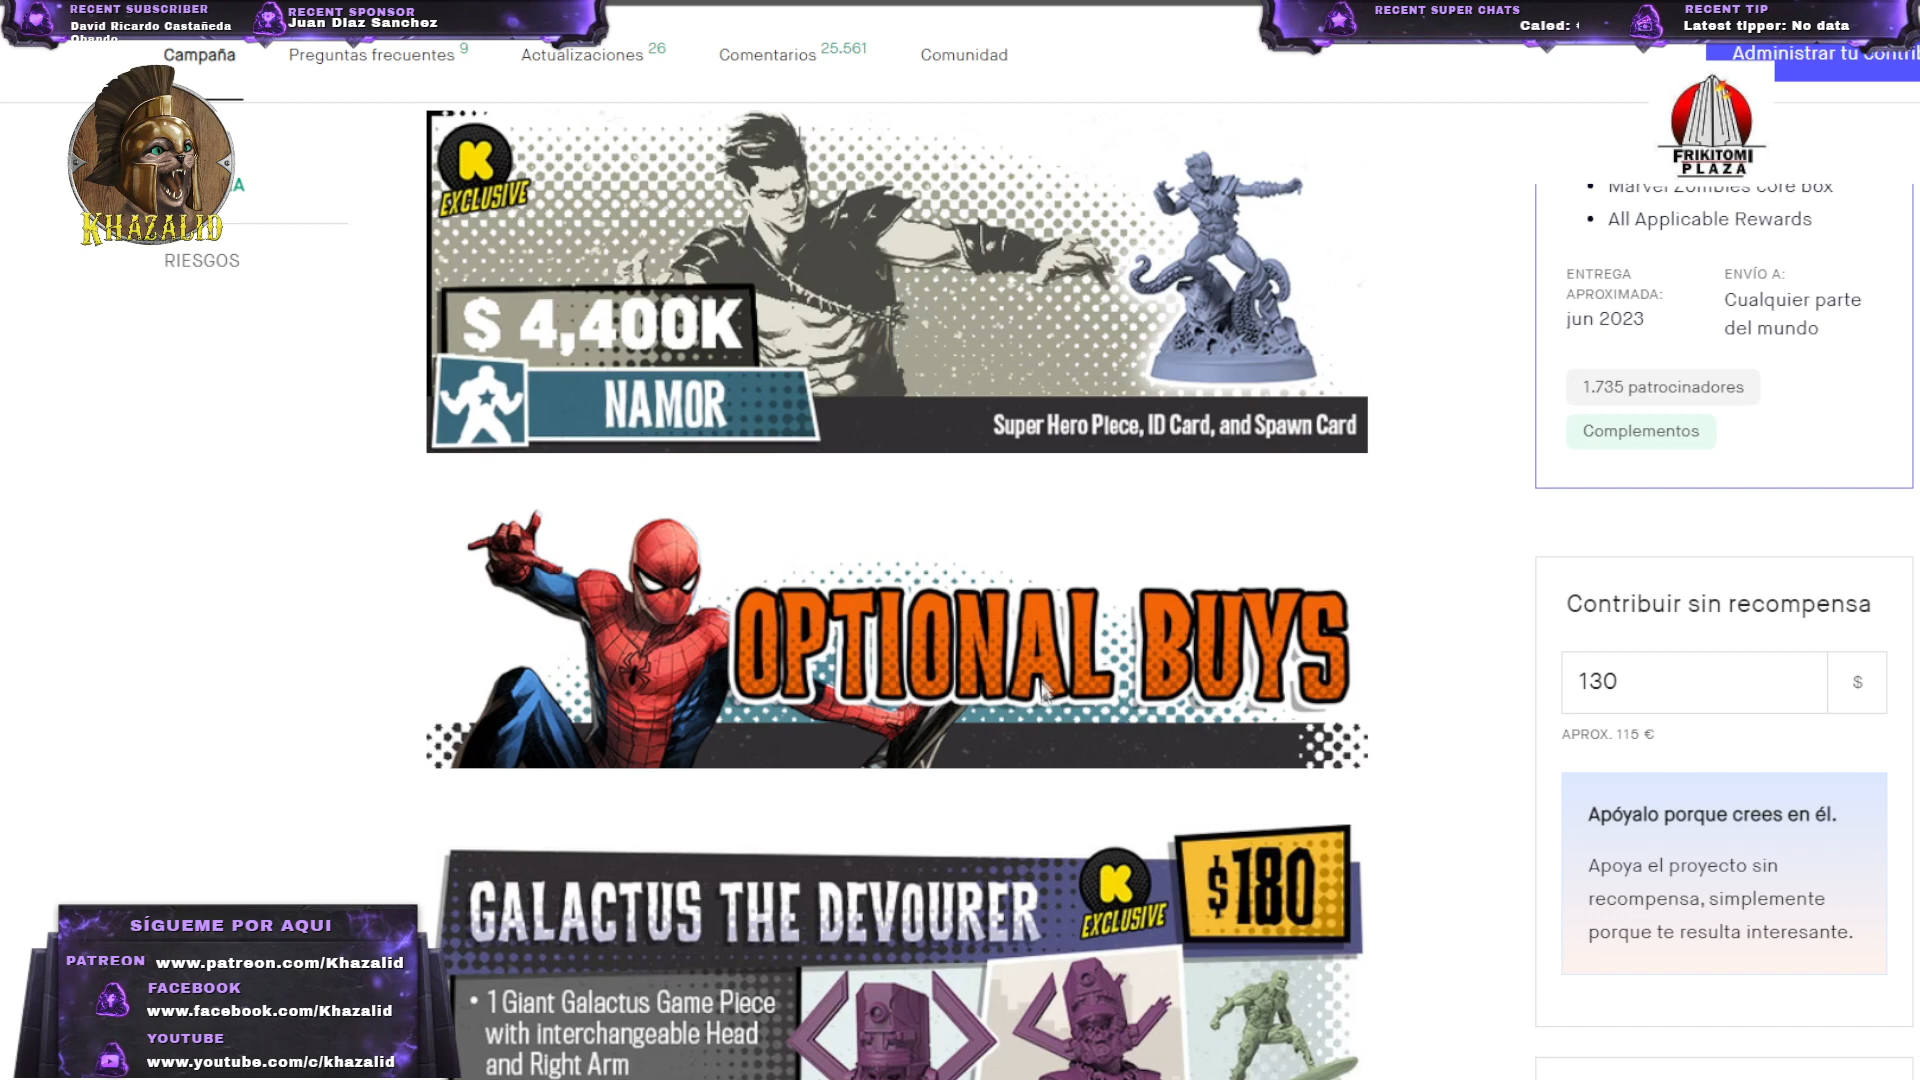 RECENT SUBSCRIBER
David Ricardo Castañeda
Obando
RECENT SPONSOR
Juan Diaz Sanchez
RECENT SUPER CHATS
Caled:
RECENT TIP
Latest tipper: No data
Campaña
Preguntas frecuentes 9
Actualizaciones 26
Comentarios 25.561
Comunidad
Administrar tu contrib
KHAZALID
A
RIESGOS
FRIKITOMI
PLAZA
K
EXCLUSIVE
$ 4,400K
NAMOR
Super Hero Piece, ID Card, and Spawn Card
• Marvel Zombies core box
• All Applicable Rewards
ENTREGA
APROXIMADA:
jun 2023
ENVÍO A:
Cualquier parte
del mundo
1.735 patrocinadores
Complementos
OPTIONAL BUYS
Contribuir sin recompensa
130 $
APROX. 115 €
Apóyalo porque crees en él.
Apoya el proyecto sin
recompensa, simplemente
porque te resulta interesante.
GALACTUS THE DEVOURER
K
EXCLUSIVE
$180
• 1 Giant Galactus Game Piece
with interchangeable Head
and Right Arm
SÍGUEME POR AQUI
PATREON www.patreon.com/Khazalid
FACEBOOK
www.facebook.com/Khazalid
YOUTUBE
www.youtube.com/c/khazalid